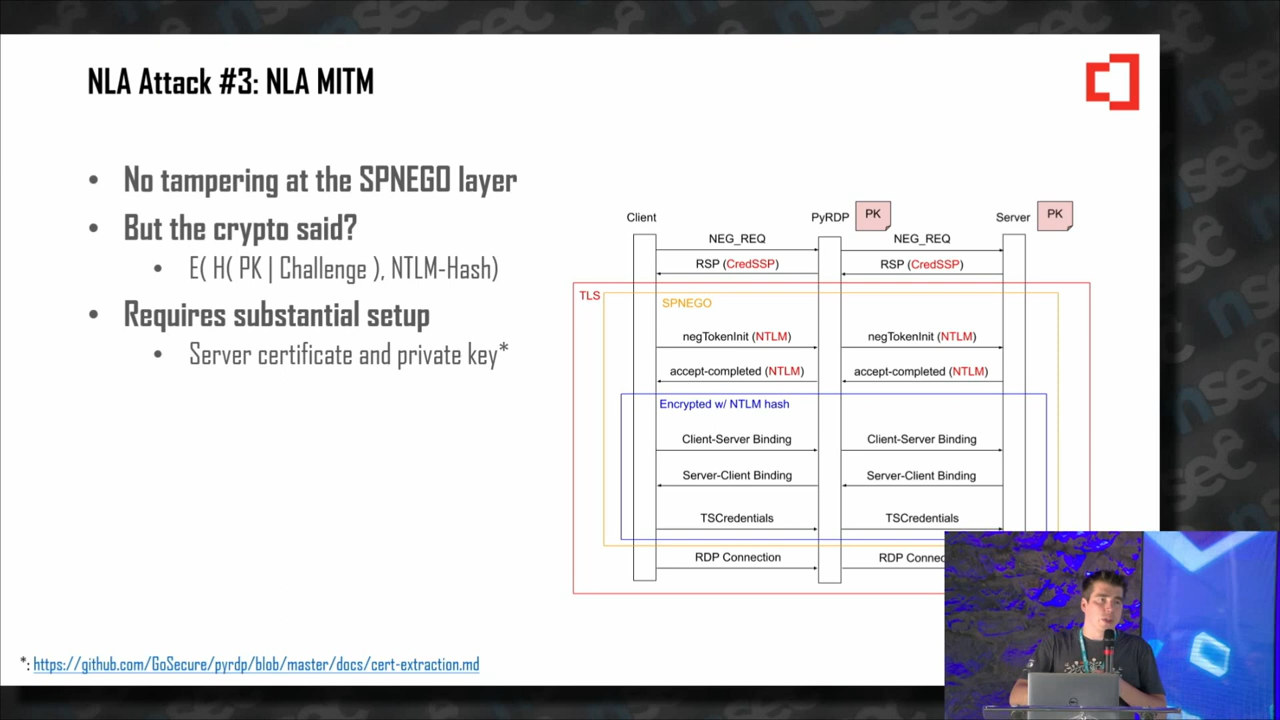 NLA Attack #3: NLA MITM
• No tampering at the SPNEGO layer
• But the crypto said?
• E( H( PK | Challenge ), NTLM-Hash)
• Requires substantial setup
• Server certificate and private key*
Client PyRDP PK Server PK
NEG_REQ NEG_REQ
RSP (CredSSP) RSP (CredSSP)
TLS
SPNEGO
negTokenInit (NTLM) negTokenInit (NTLM)
accept-completed (NTLM) accept-completed (NTLM)
Encrypted w/ NTLM hash
Client-Server Binding Client-Server Binding
Server-Client Binding Server-Client Binding
TSCredentials TSCredentials
RDP Connection RDP Connec
*: https://github.com/GoSecure/pyrdp/blob/master/docs/cert-extraction.md
nsec